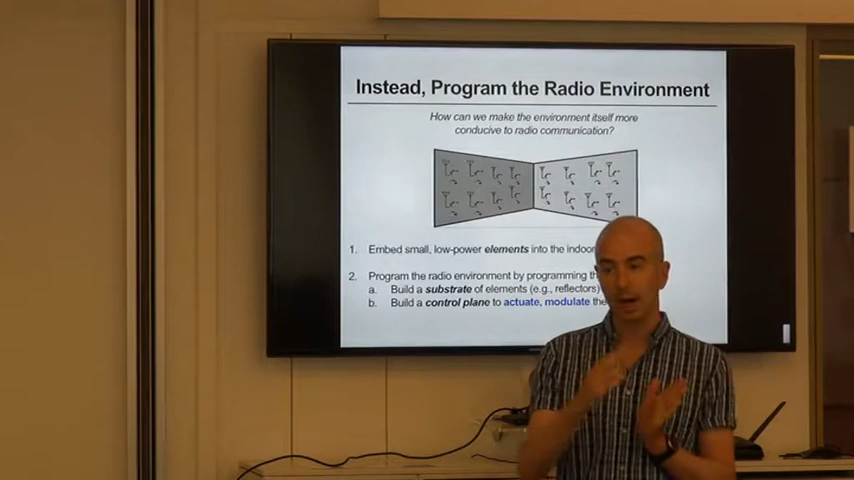 Instead, Program the Radio Environment
How can we make the environment itself more
conducive to radio communication?
1. Embed small, low-power elements into the indoor
2. Program the radio environment by programming
a. Build a substrate of elements (e.g., reflectors)
b. Build a control plane to actuate, modulate the